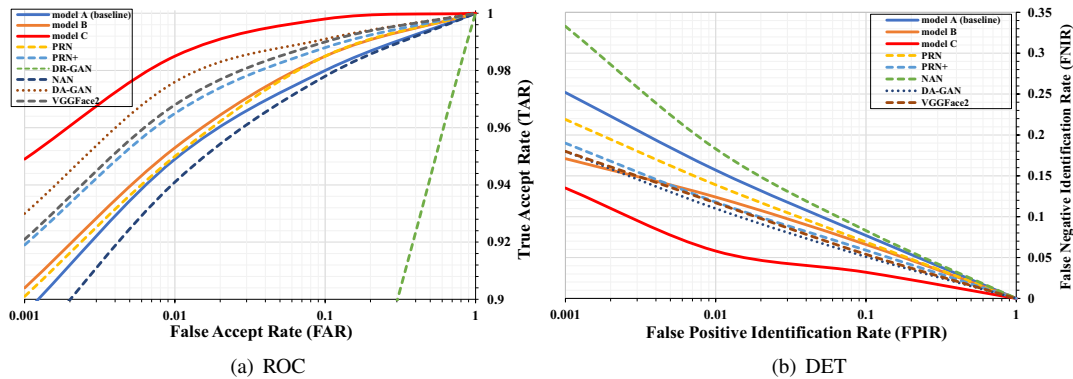 model A (baseline)
model B
model C
PRN
PRN+
DR-GAN
NAN
DA-GAN
VGGFace2
1
0.98
0.96
0.94
0.92
0.9
True Accept Rate (TAR)
0.001
0.01
0.1
1
False Accept Rate (FAR)
(a) ROC
model A (baseline)
model B
model C
PRN
PRN+
NAN
DA-GAN
VGGFace2
0.35
0.3
0.25
0.2
0.15
0.1
0.05
0
False Negative Identification Rate (FNIR)
0.001
0.01
0.1
1
False Positive Identification Rate (FPIR)
(b) DET